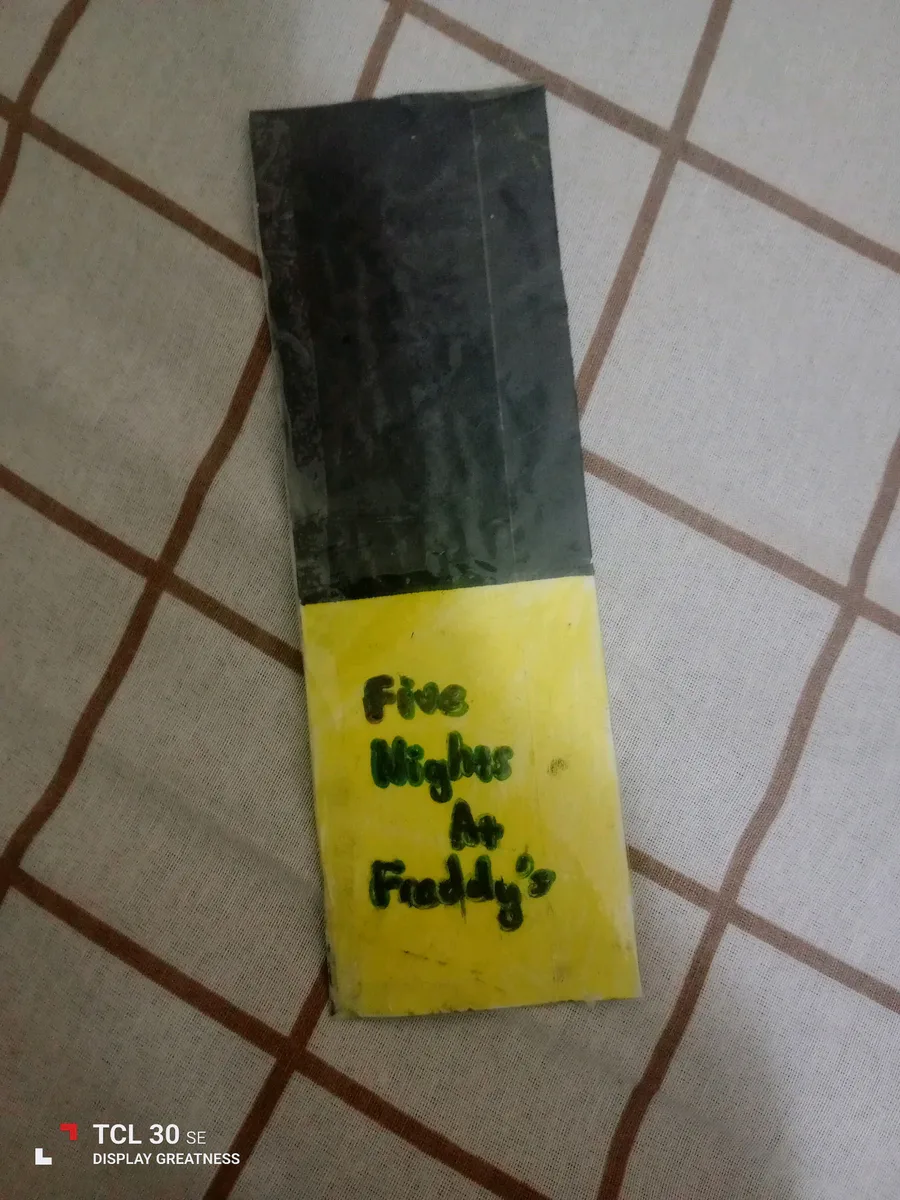 Five
Nights
At
Freddy's
TCL 30 SE
DISPLAY GREATNESS